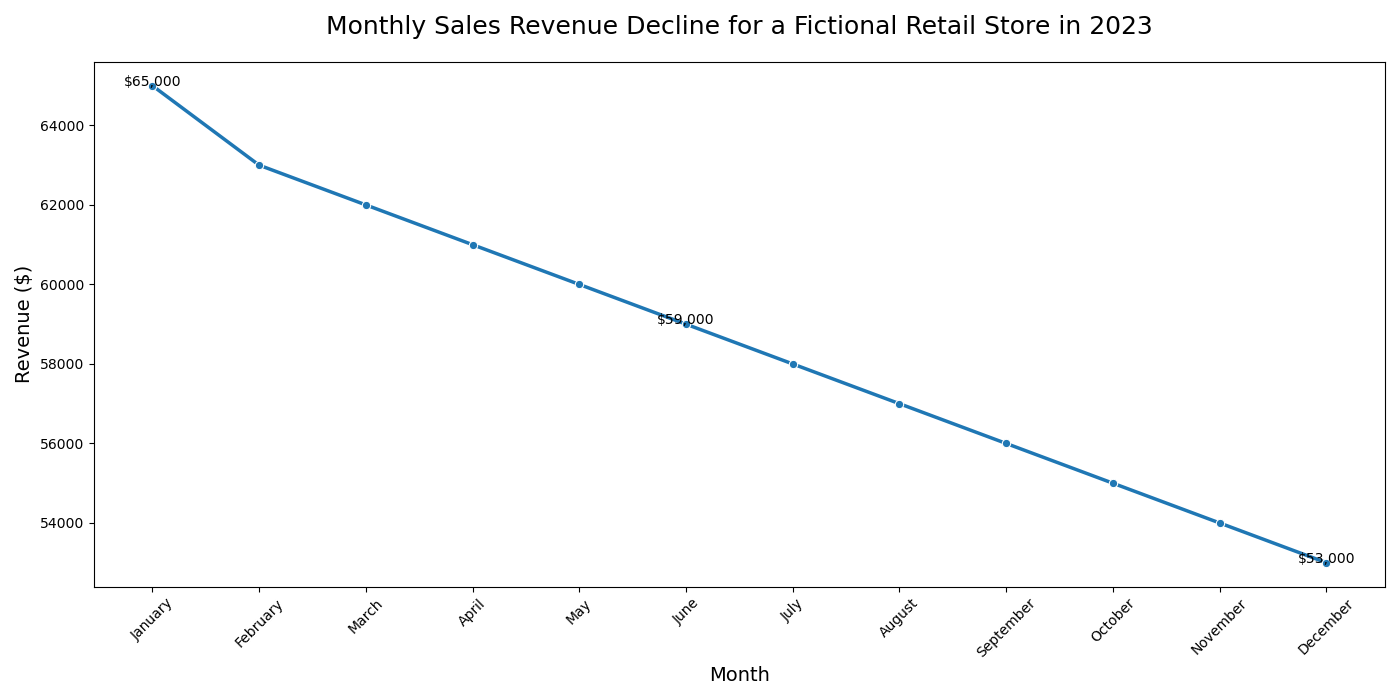 Monthly Sales Revenue Decline for a Fictional Retail Store in 2023
$65,000
64000
62000
60000
$59,000
58000
56000
54000
$53,000
Revenue ($)
January
February
March
April
May
June
July
August
September
October
November
December
Month